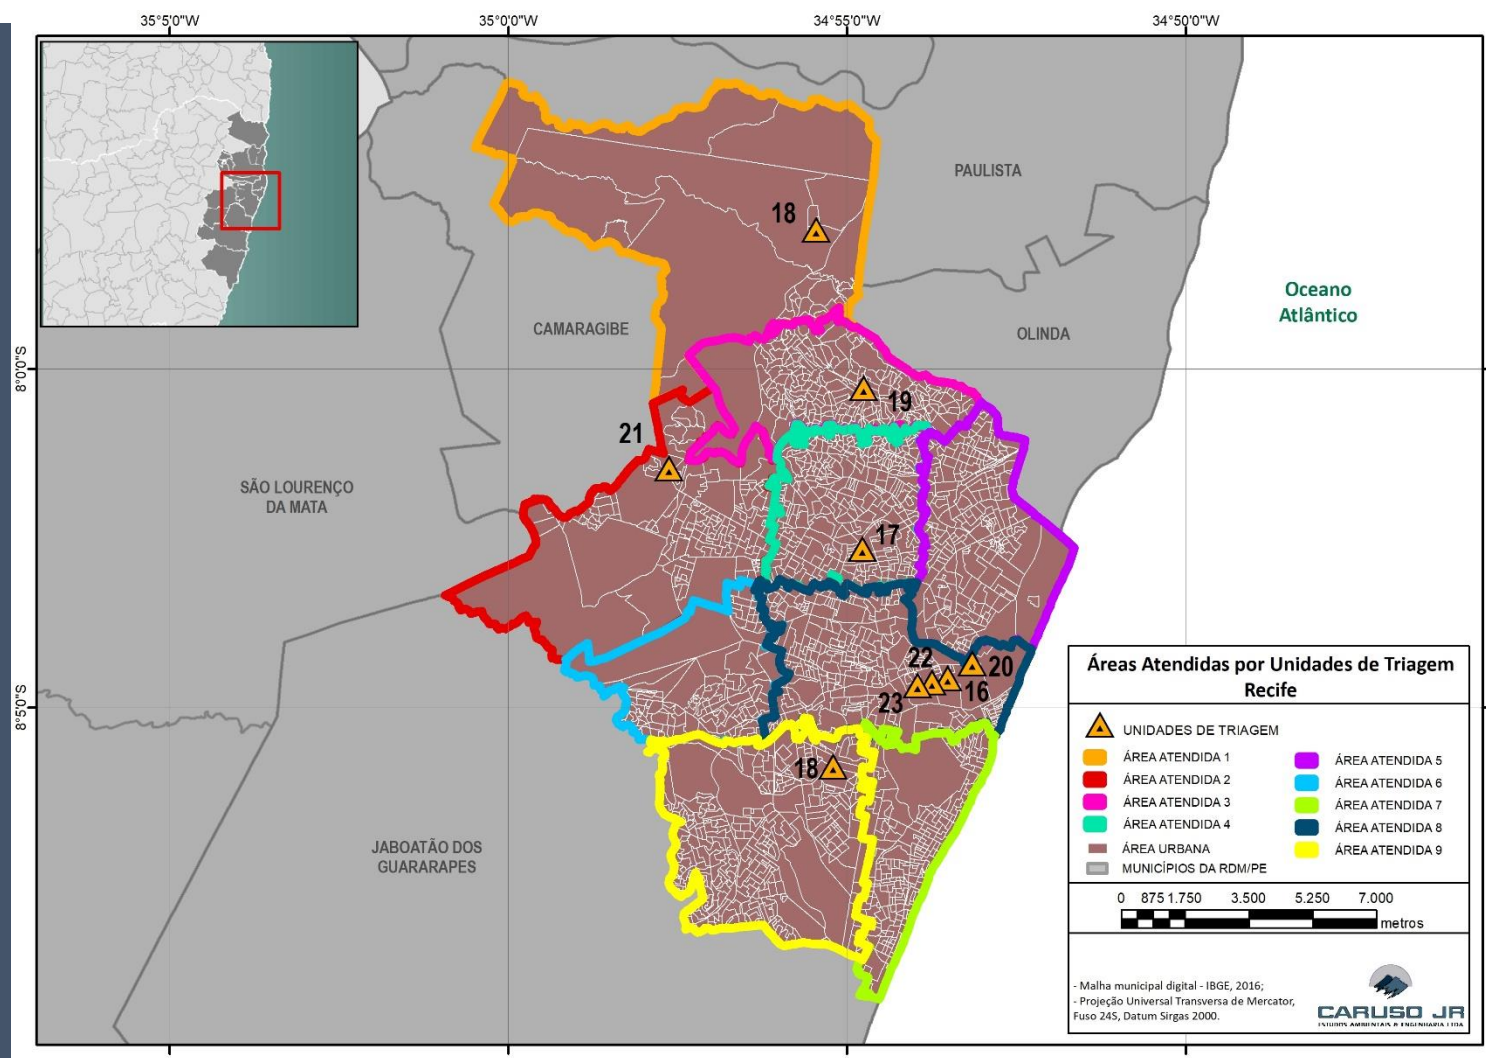 35°5'0"W
35°0'0"W
34°55'0"W
34°50'0"W
8°0'0"S
8°5'0"S
PAULISTA
18
Oceano
Atlântico
CAMARAGIBE
OLINDA
19
21
SÃO LOURENÇO
DA MATA
17
22
20
23
16
18
JABOATÃO DOS
GUARARAPES
Áreas Atendidas por Unidades de Triagem
Recife
UNIDADES DE TRIAGEM
ÁREA ATENDIDA 1
ÁREA ATENDIDA 2
ÁREA ATENDIDA 3
ÁREA ATENDIDA 4
ÁREA URBANA
MUNICÍPIOS DA RDM/PE
ÁREA ATENDIDA 5
ÁREA ATENDIDA 6
ÁREA ATENDIDA 7
ÁREA ATENDIDA 8
ÁREA ATENDIDA 9
0 875 1.750 3.500 5.250 7.000
metros
- Malha municipal digital - IBGE, 2016;
- Projeção Universal Transversa de Mercator,
Fuso 24S, Datum Sirgas 2000.
CARUSO JR
ESTUDOS AMBIENTAIS & ENGENHARIA LTDA